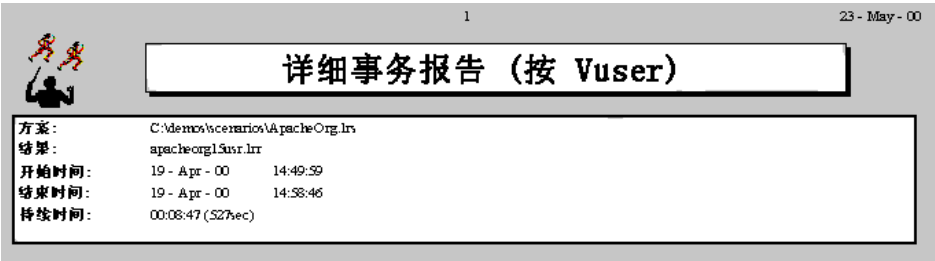 1
23 - May - 00
详细事务报告 (按 Vuser)
方案: C:\demos\scenarios\ApacheOrg.lrs
结果: apacheorg15usr.lrr
开始时间: 19 - Apr - 00 14:49:59
结束时间: 19 - Apr - 00 14:58:46
持续时间: 00:08:47 (527sec)